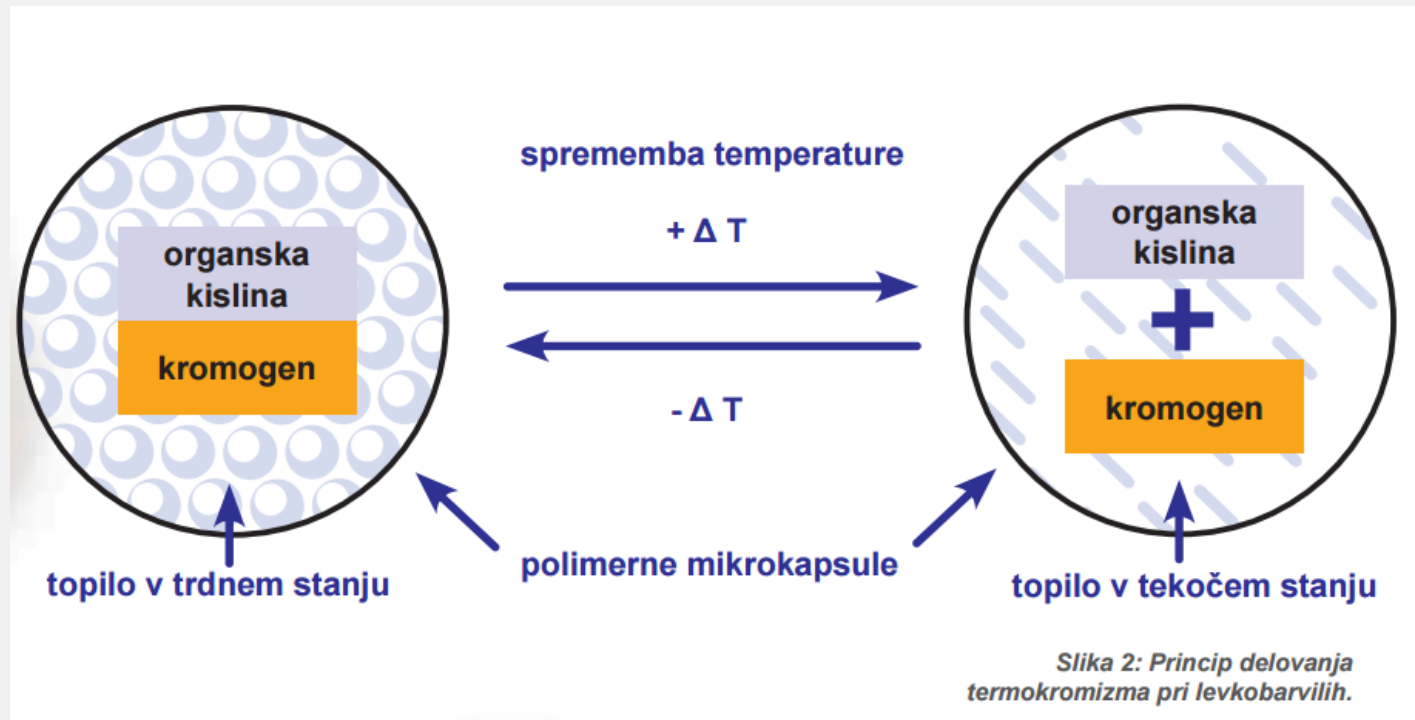 sprememba temperature
+ Δ T
- Δ T
organska
kislina
kromogen
organska
kislina
+
kromogen
topilo v trdnem stanju
polimerne mikrokapsule
topilo v tekočem stanju
Slika 2: Princip delovanja
termokromizma pri levkobarvilih.